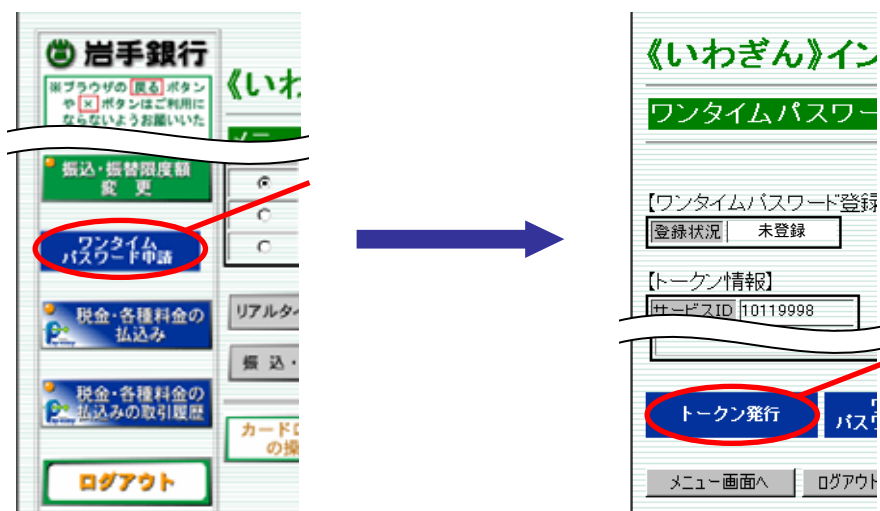 岩手銀行
※ブラウザの戻るボタン
や×ボタンはご利用に
ならないようお願いいた
《いわ
振込・振替限度額
変 更
ワンタイム
パスワード申請
税金・各種料金の
払込み
税金・各種料金の
払込みの取引履歴
ログアウト
リアルタイ
振 込・
カードロ
の操
《いわぎん》イン
ワンタイムパスワー
【ワンタイムパスワード登録
登録状況 未登録
【トークン情報】
サービスID 10119998
トークン発行
パスワ
メニュー画面へ
ログアウト